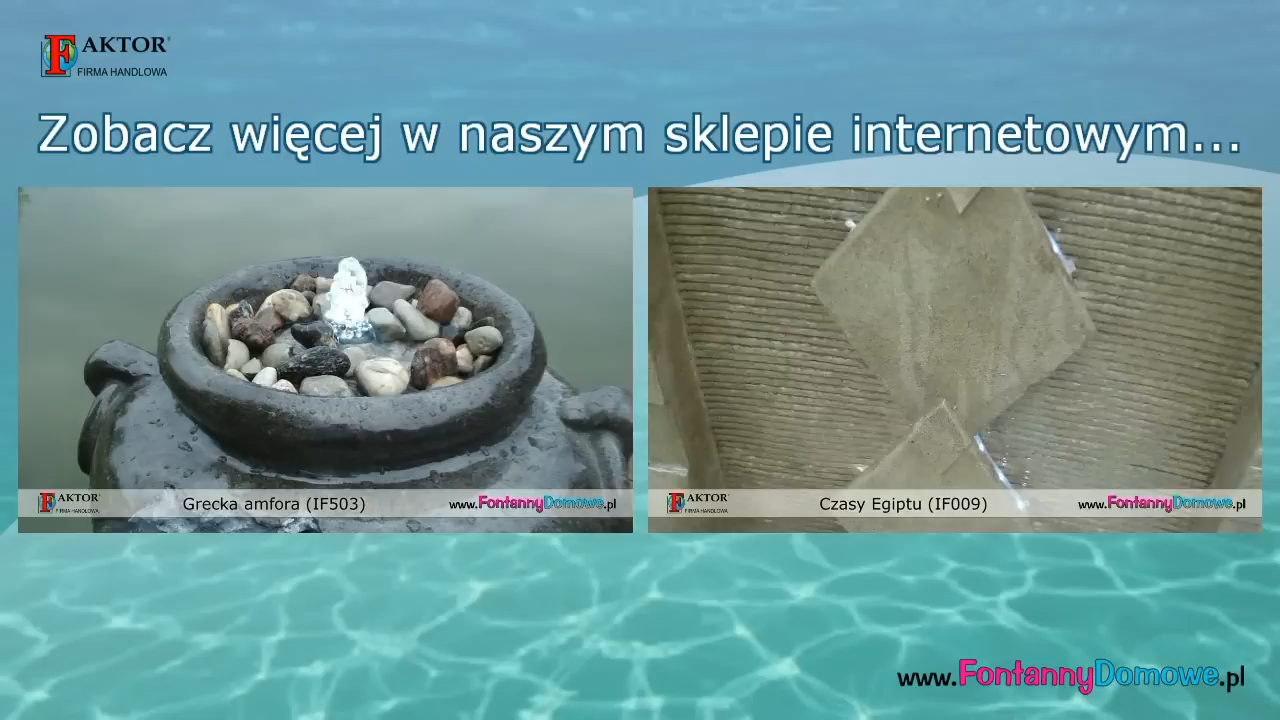 FAKTOR®
FIRMA HANDLOWA
Zobacz więcej w naszym sklepie internetowym...
FAKTOR®
FIRMA HANDLOWA
Grecka amfora (IF503)
www.FontannyDomowe.pl
FAKTOR®
FIRMA HANDLOWA
Czasy Egiptu (IF009)
www.FontannyDomowe.pl
www.FontannyDomowe.pl